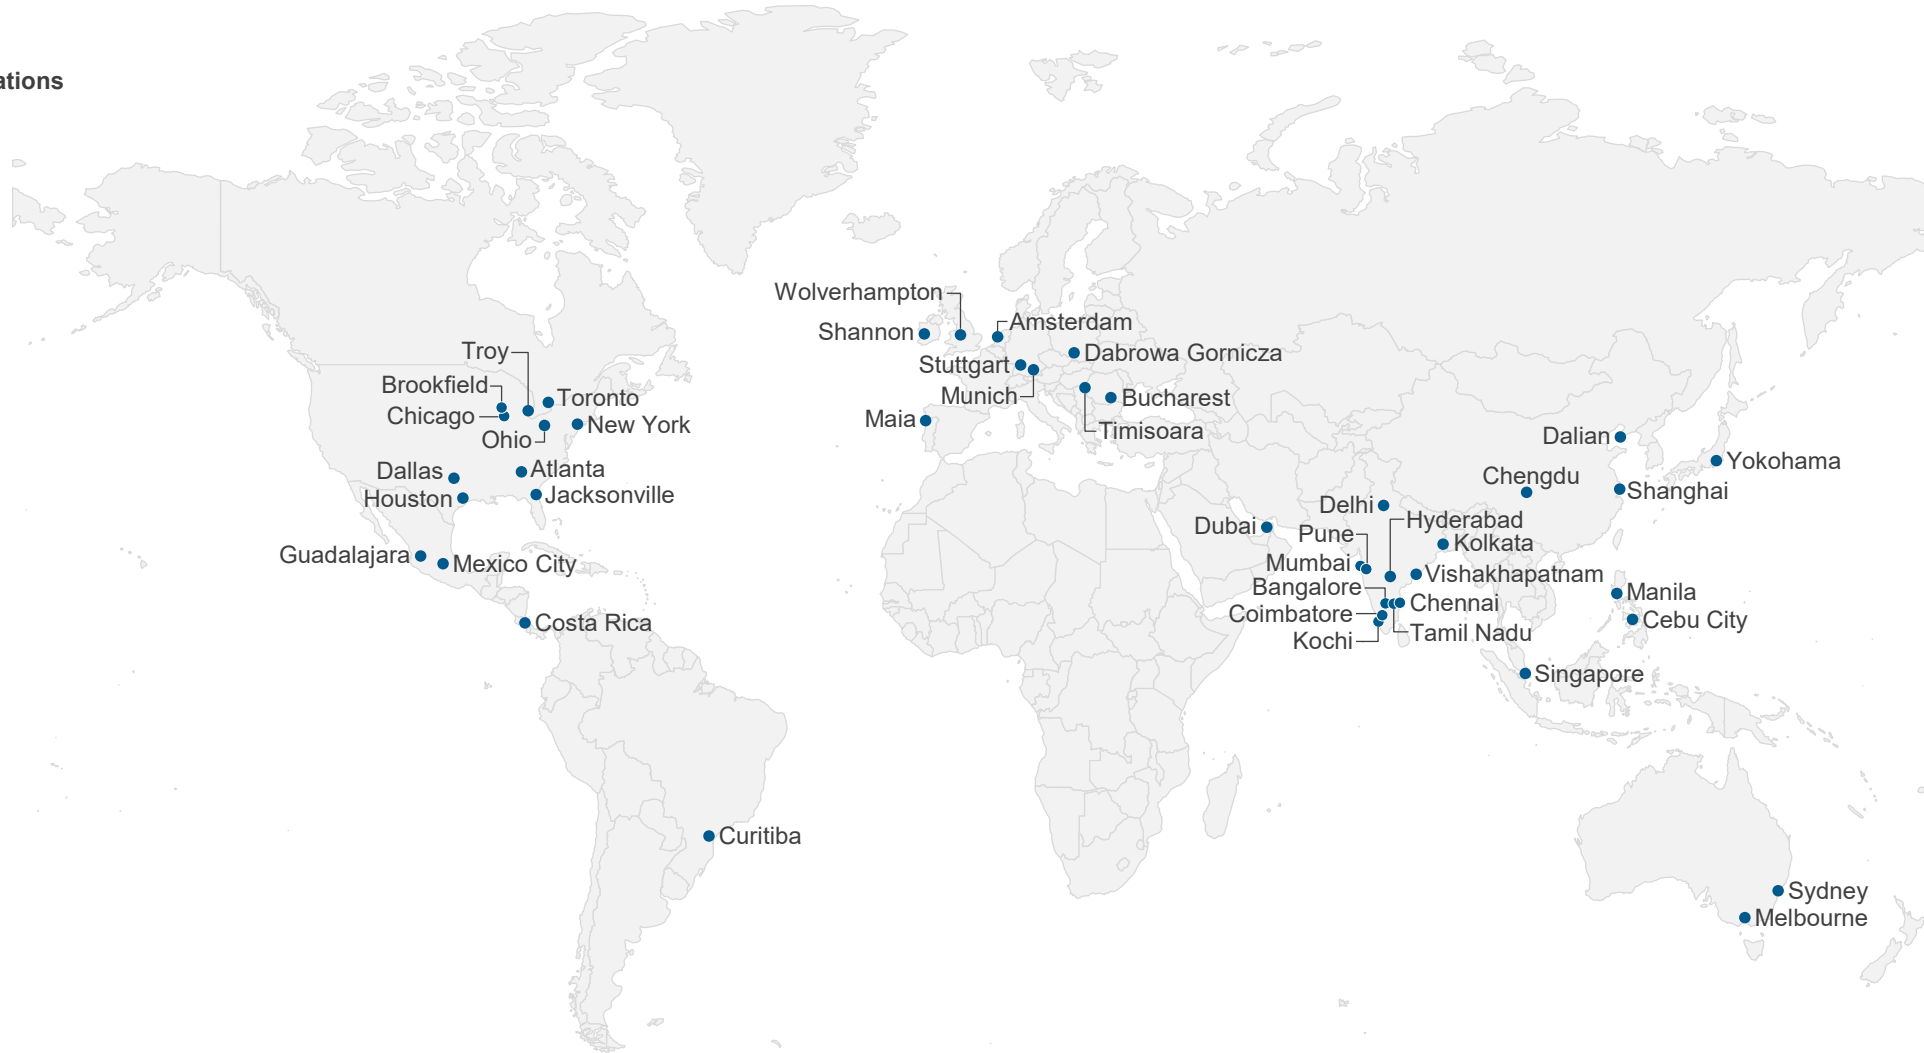 ations
Wolverhampton
Shannon
Amsterdam
Troy
Dabrowa Gornicza
Stuttgart
Brookfield
Munich
Toronto
Bucharest
Chicago
Maia
New York
Timisoara
Ohio
Dalian
Atlanta
Yokohama
Dallas
Chengdu
Houston
Jacksonville
Shanghai
Delhi
Hyderabad
Dubai
Pune
Kolkata
Guadalajara
Mexico City
Mumbai
Vishakhapatnam
Bangalore
Manila
Chennai
Coimbatore
Cebu City
Costa Rica
Tamil Nadu
Kochi
Singapore
Curitiba
Sydney
Melbourne